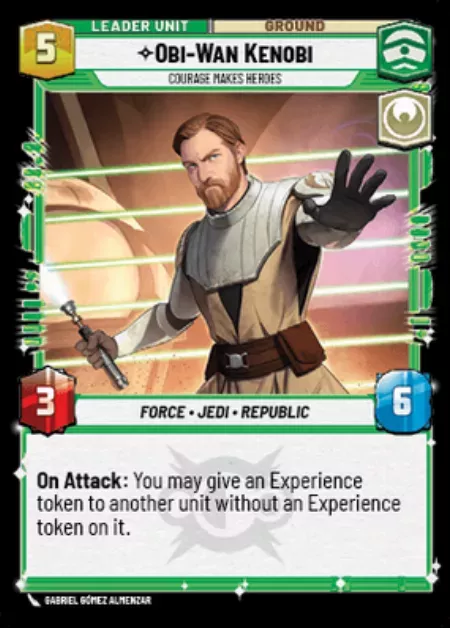 LEADER UNIT
GROUND
5
OBI-WAN KENOBI
COURAGE MAKES HEROES
3
FORCE • JEDI • REPUBLIC
6
On Attack: You may give an Experience
token to another unit without an Experience
token on it.
GABRIEL GÓMEZ ALMENZAR